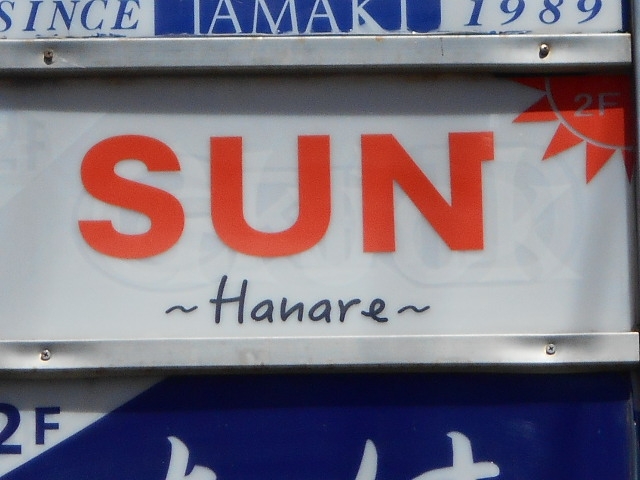 SINCE TAMAKI 1989
2F
SUN
~Hanare~
2F